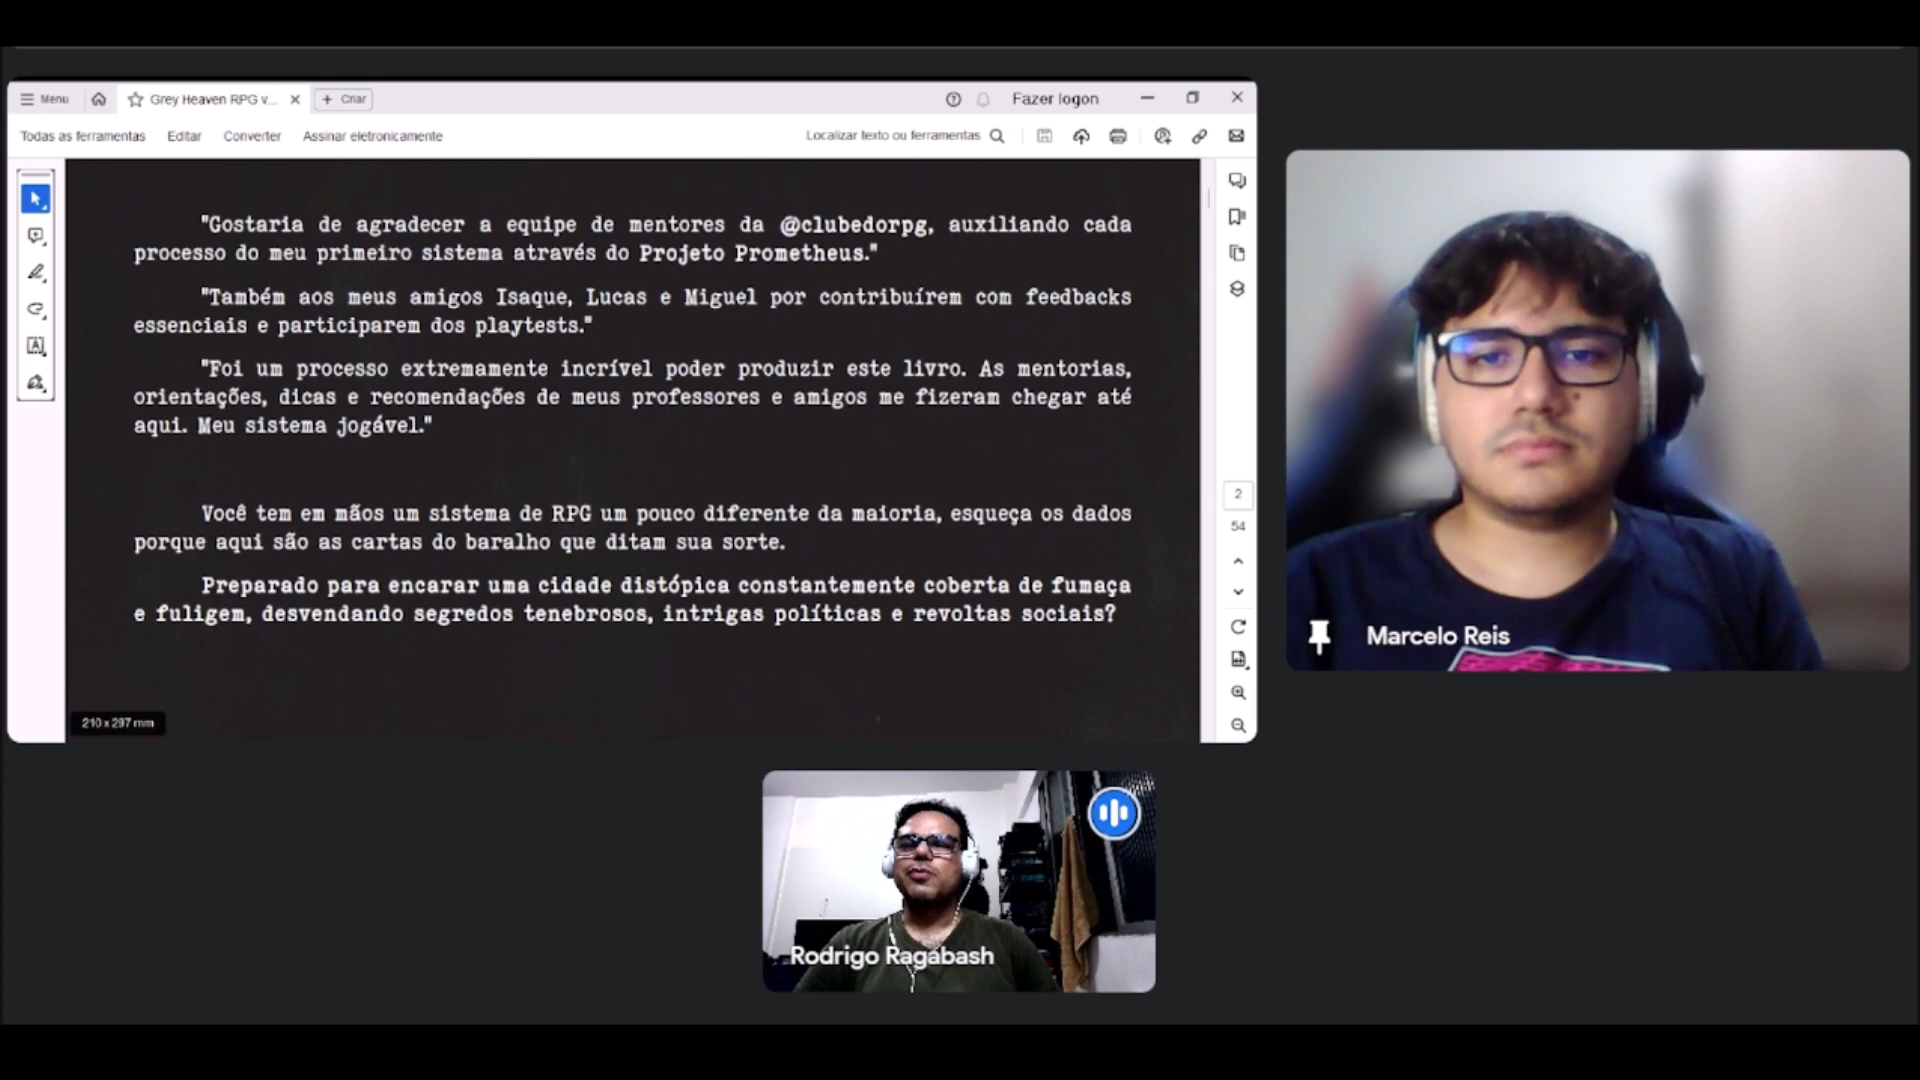 Menu
Grey Heaven RPG v...
Criar
Fazer logon
Todas as ferramentas
Editar
Converter
Assinar eletronicamente
Localizar texto ou ferramentas
"Gostaria de agradecer a equipe de mentores da @clubedorpg, auxiliando cada
processo do meu primeiro sistema através do Projeto Prometheus."
"Também aos meus amigos Isaque, Lucas e Miguel por contribuírem com feedbacks
essenciais e participarem dos playtests."
"Foi um processo extremamente incrível poder produzir este livro. As mentorias,
orientações, dicas e recomendações de meus professores e amigos me fizeram chegar até
aqui. Meu sistema jogável."
Você tem em mãos um sistema de RPG um pouco diferente da maioria, esqueça os dados
porque aqui são as cartas do baralho que ditam sua sorte.
Preparado para encarar uma cidade distópica constantemente coberta de fumaça
e fuligem, desvendando segredos tenebrosos, intrigas políticas e revoltas sociais?
210 x 297 mm
2
54
Marcelo Reis
Rodrigo Ragabash